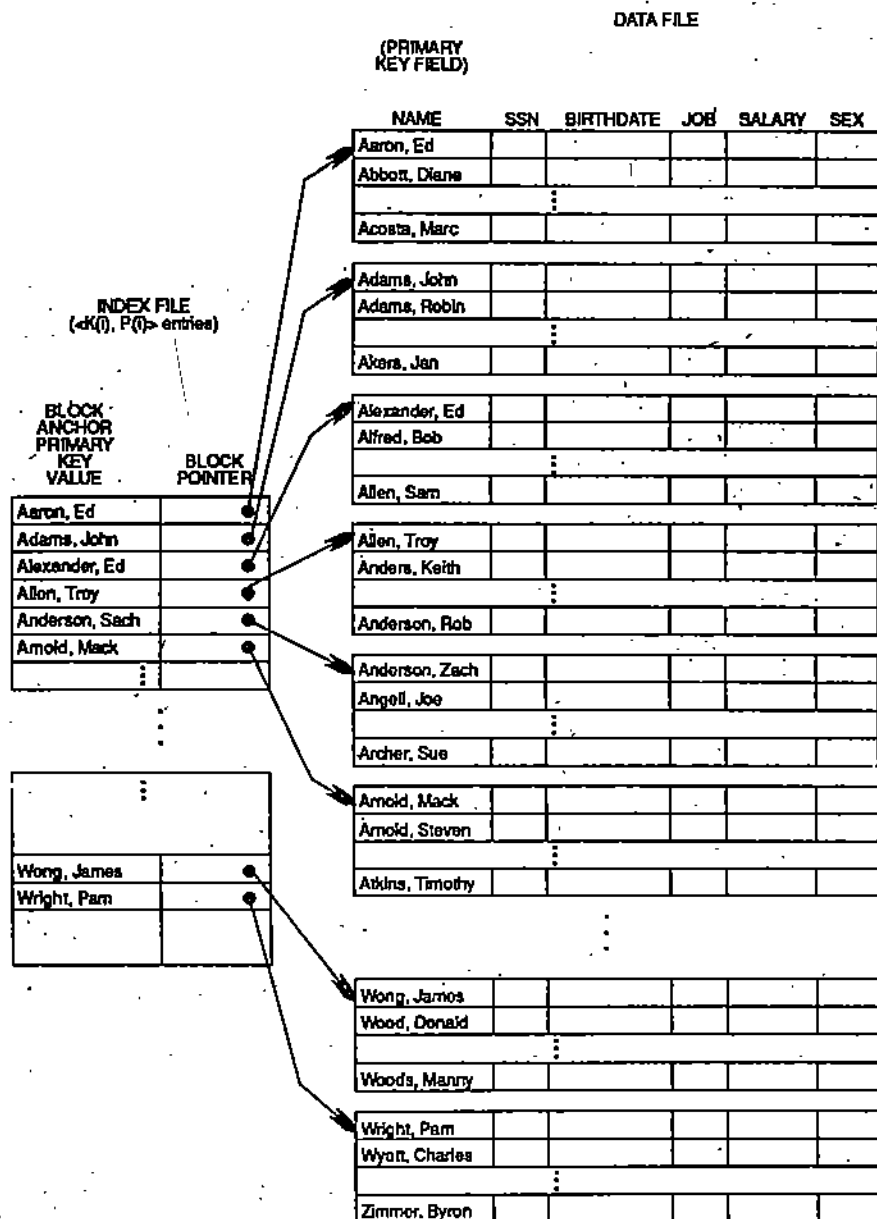 DATA FILE
(PRIMARY
KEY FIELD)
NAME SSN BIRTHDATE JOB SALARY SEX
Aaron, Ed
Abbott, Diane
Acosta, Marc
Adams, John
Adams, Robin
Akers, Jan
Alexander, Ed
Alfred, Bob
Allen, Sam
Allen, Troy
Anders, Keith
Anderson, Rob
Anderson, Zach
Angell, Joe
Archer, Sue
Arnold, Mack
Arnold, Steven
Atkins, Timothy
Wong, James
Wood, Donald
Woods, Manny
Wright, Pam
Wyatt, Charles
Zimmer, Byron
INDEX FILE
(<K(i), P(i)> entries)
BLOCK
ANCHOR
PRIMARY
KEY
VALUE
BLOCK
POINTER
Aaron, Ed
Adams, John
Alexander, Ed
Allen, Troy
Anderson, Sach
Arnold, Mack
Wong, James
Wright, Pam